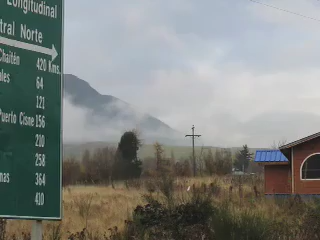 Longitudinal
tral Norte
Chaitén 420 Kms.
ales 64
121
Puerto Cisne 156
210
258
nas 364
410